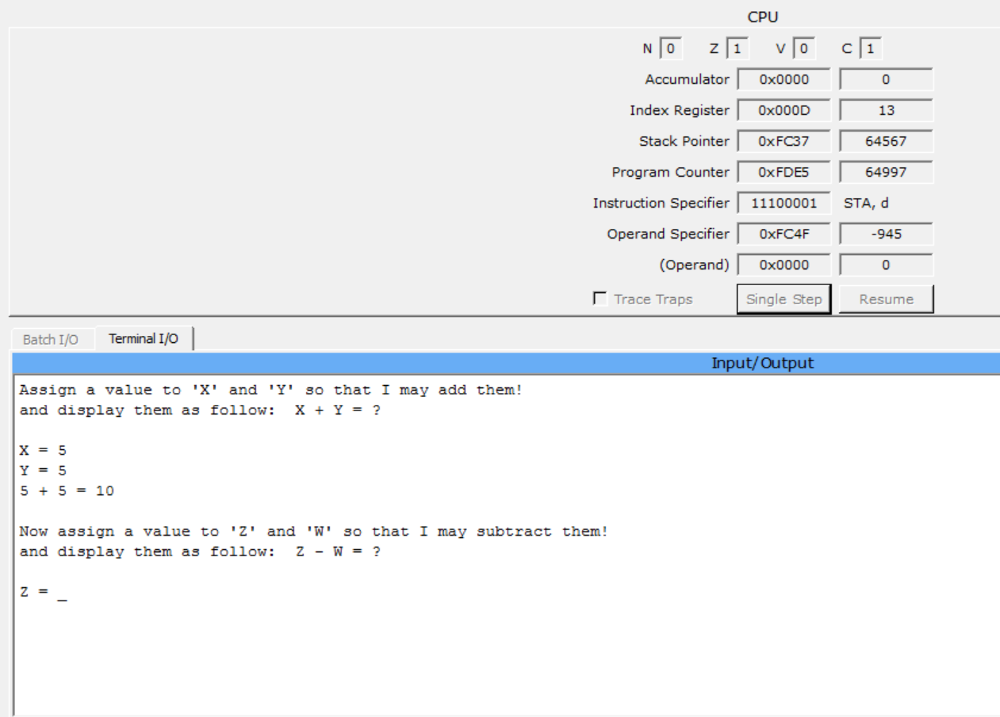 CPU
N 0 Z 1 V 0 C 1
Accumulator 0x0000 0
Index Register 0x000D 13
Stack Pointer 0xFC37 64567
Program Counter 0xFDE5 64997
Instruction Specifier 11100001 STA, d
Operand Specifier 0xFC4F -945
(Operand) 0x0000 0
Trace Traps Single Step Resume
Batch I/O Terminal I/O
Input/Output
Assign a value to 'X' and 'Y' so that I may add them!
and display them as follow:  X + Y = ?
X = 5
Y = 5
5 + 5 = 10
Now assign a value to 'Z' and 'W' so that I may subtract them!
and display them as follow:  Z - W = ?
Z = _